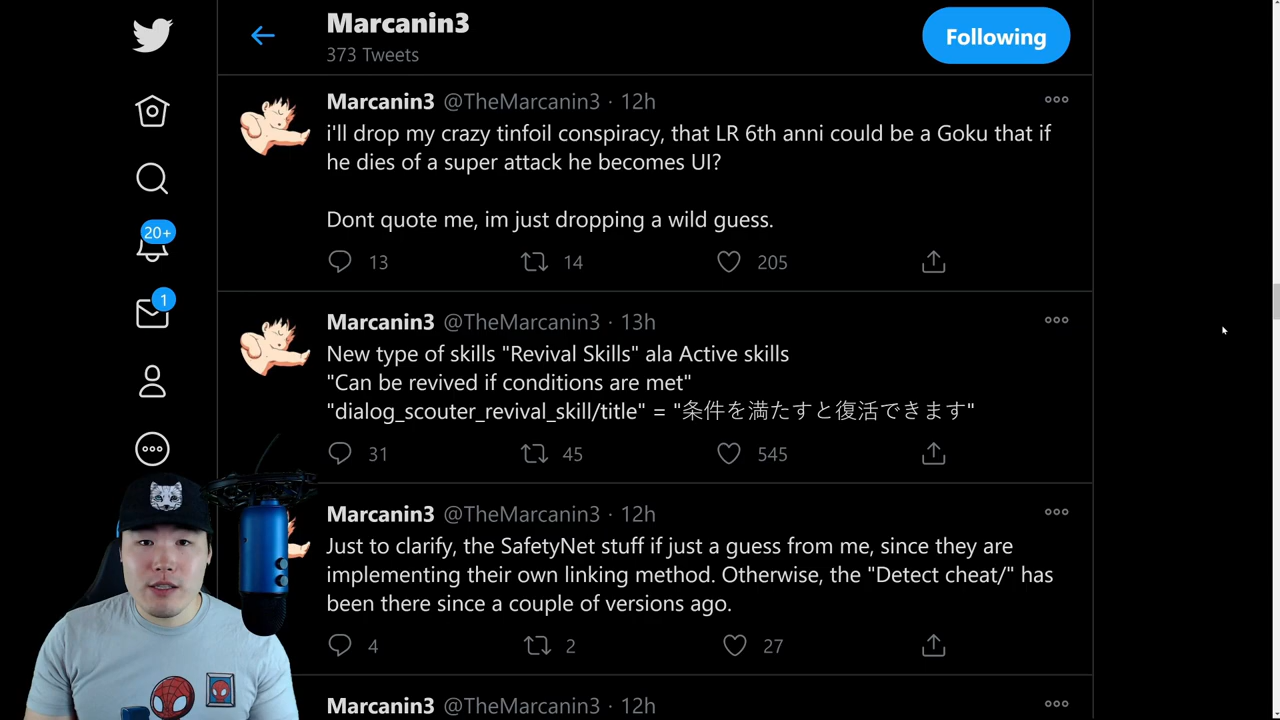 Marcanin3
373 Tweets
Following
Marcanin3 @TheMarcanin3 · 12h
i'll drop my crazy tinfoil conspiracy, that LR 6th anni could be a Goku that if
he dies of a super attack he becomes UI?
Dont quote me, im just dropping a wild guess.
13 14 205
20+
Marcanin3 @TheMarcanin3 · 13h
1
New type of skills "Revival Skills" ala Active skills
"Can be revived if conditions are met"
"dialog_scouter_revival_skill/title" = "条件を満たすと復活できます"
31 45 545
Marcanin3 @TheMarcanin3 · 12h
Just to clarify, the SafetyNet stuff if just a guess from me, since they are
implementing their own linking method. Otherwise, the "Detect cheat/" has
been there since a couple of versions ago.
4 2 27
Marcanin3 @TheMarcanin3 · 12h